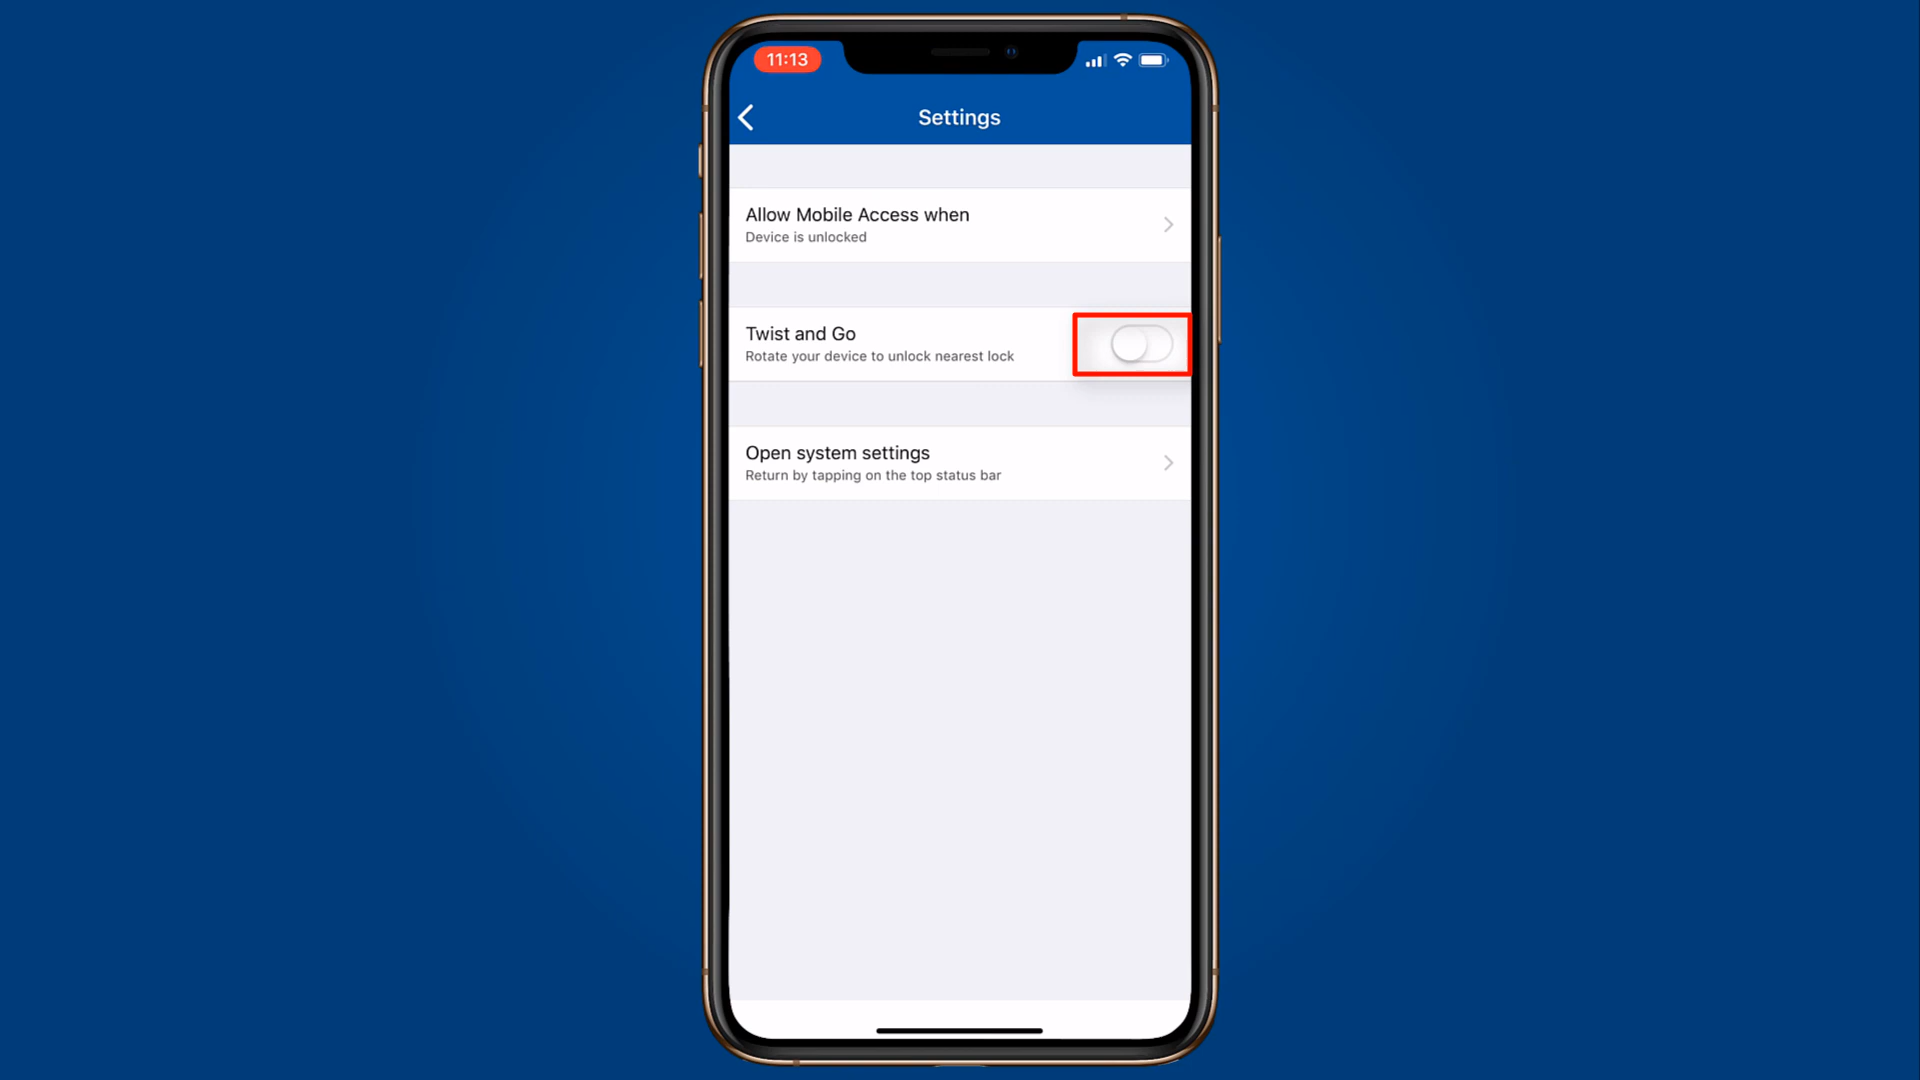 11:13
Settings
Allow Mobile Access when
Device is unlocked
Twist and Go
Rotate your device to unlock nearest lock
Open system settings
Return by tapping on the top status bar